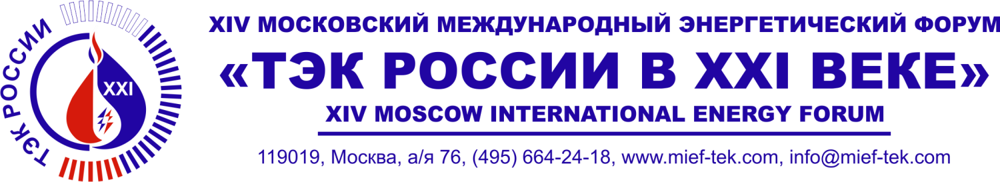 ТЭК РОССИИ
XXI
XIV МОСКОВСКИЙ МЕЖДУНАРОДНЫЙ ЭНЕРГЕТИЧЕСКИЙ ФОРУМ
«ТЭК РОССИИ В XXI ВЕКЕ»
XIV MOSCOW INTERNATIONAL ENERGY FORUM
119019, Москва, а/я 76, (495) 664-24-18, www.mief-tek.com, info@mief-tek.com